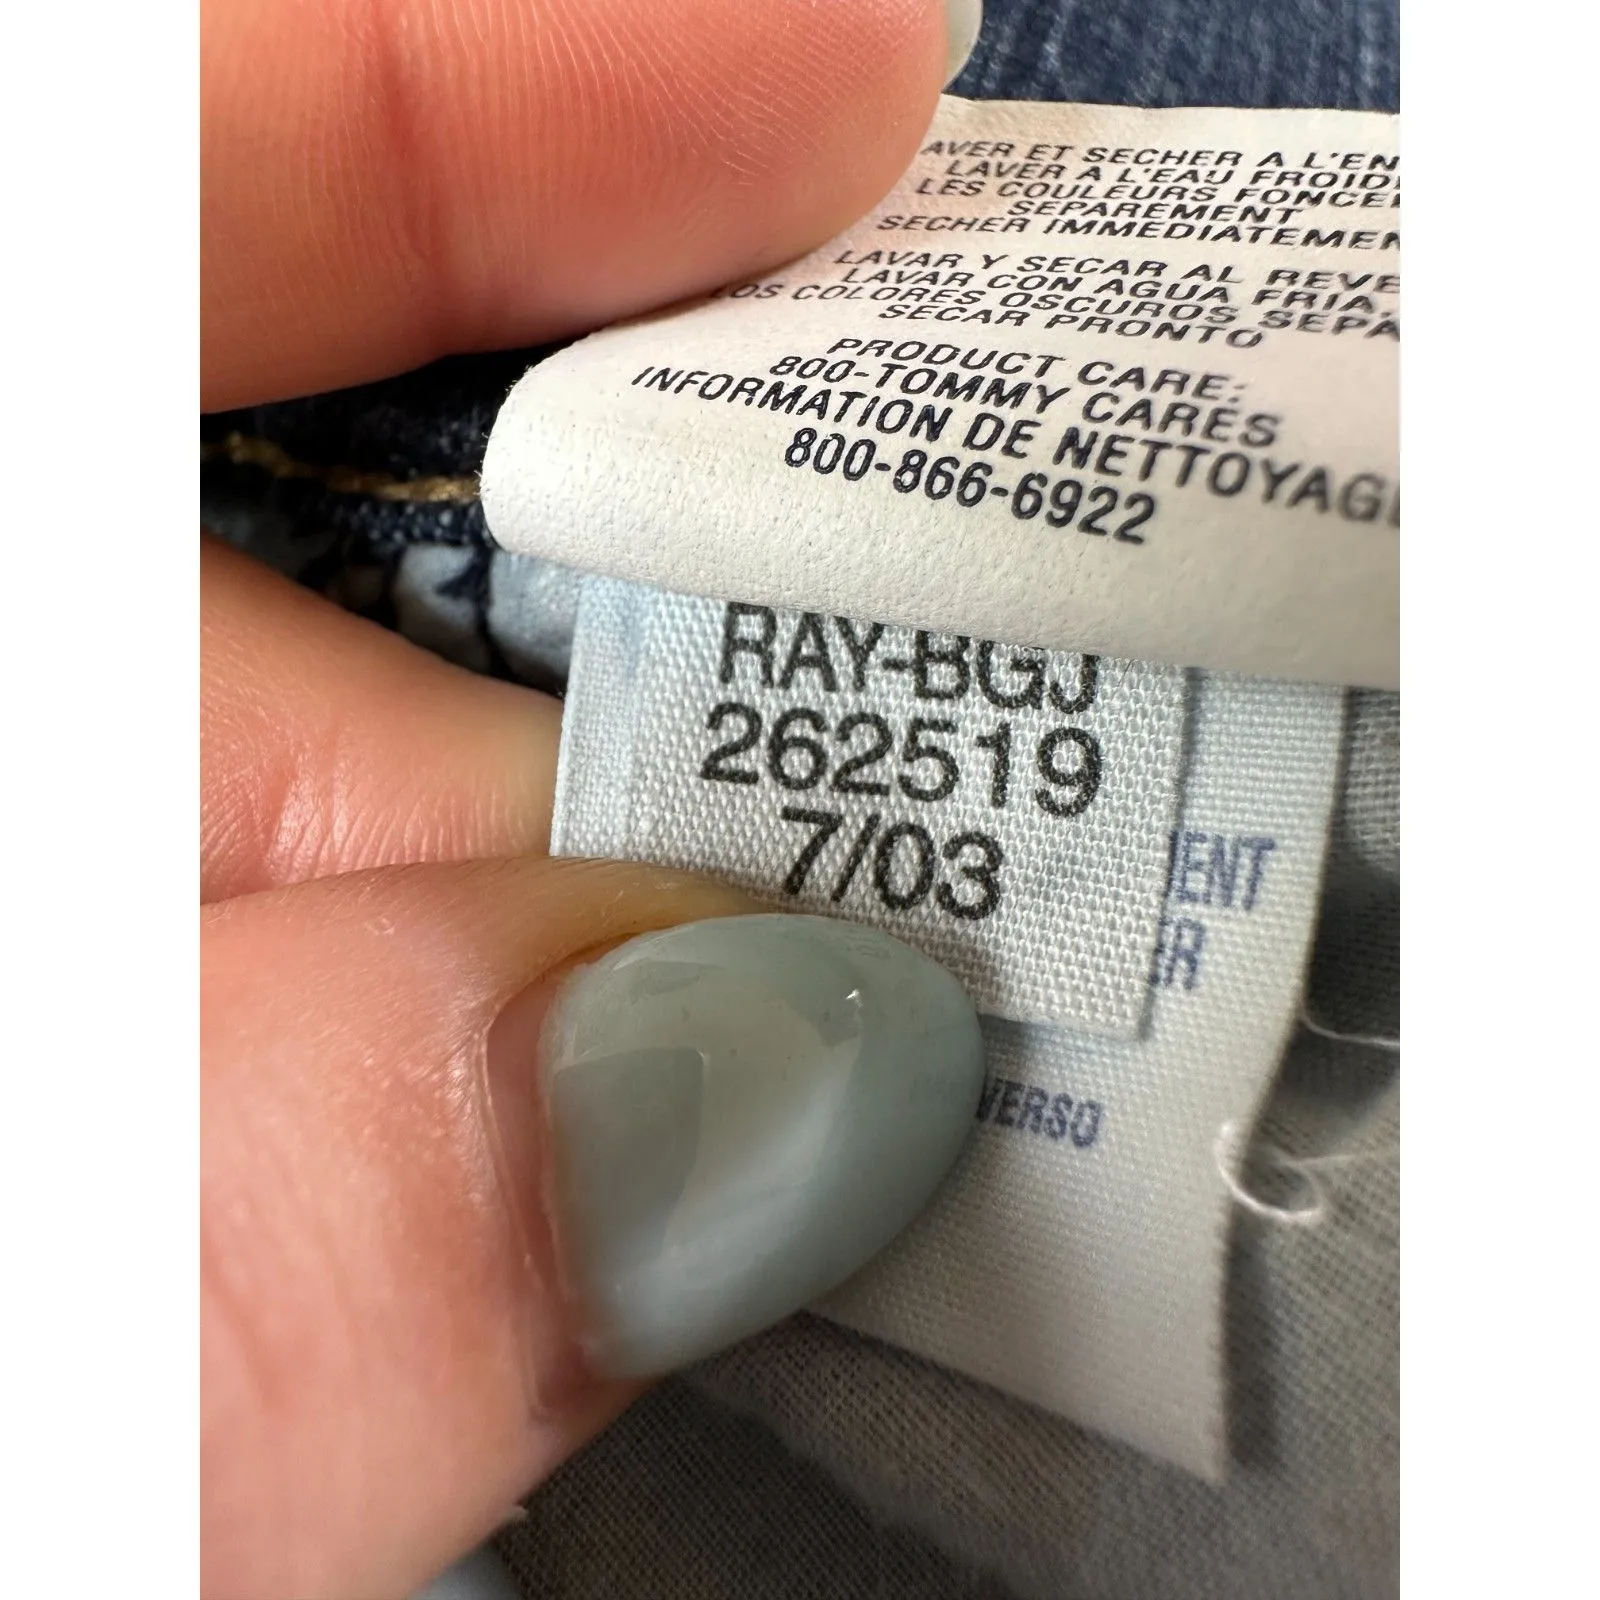 AVER ET SECHER A L'EN
LAVER A L'EAU FROID
LES COULEURS FONCE
SEPAREMENT
SECHER IMMEDIATEMEN
LAVAR Y SECAR AL REVE
LAVAR CON AGUA FRIA,
LOS COLORES OSCUROS SEPA
SECAR PRONTO
PRODUCT CARE:
800-TOMMY CARES
INFORMATION DE NETTOYAGE
800-866-6922
RAY-BGJ
262519
7/03
ENT
ER
VERSO